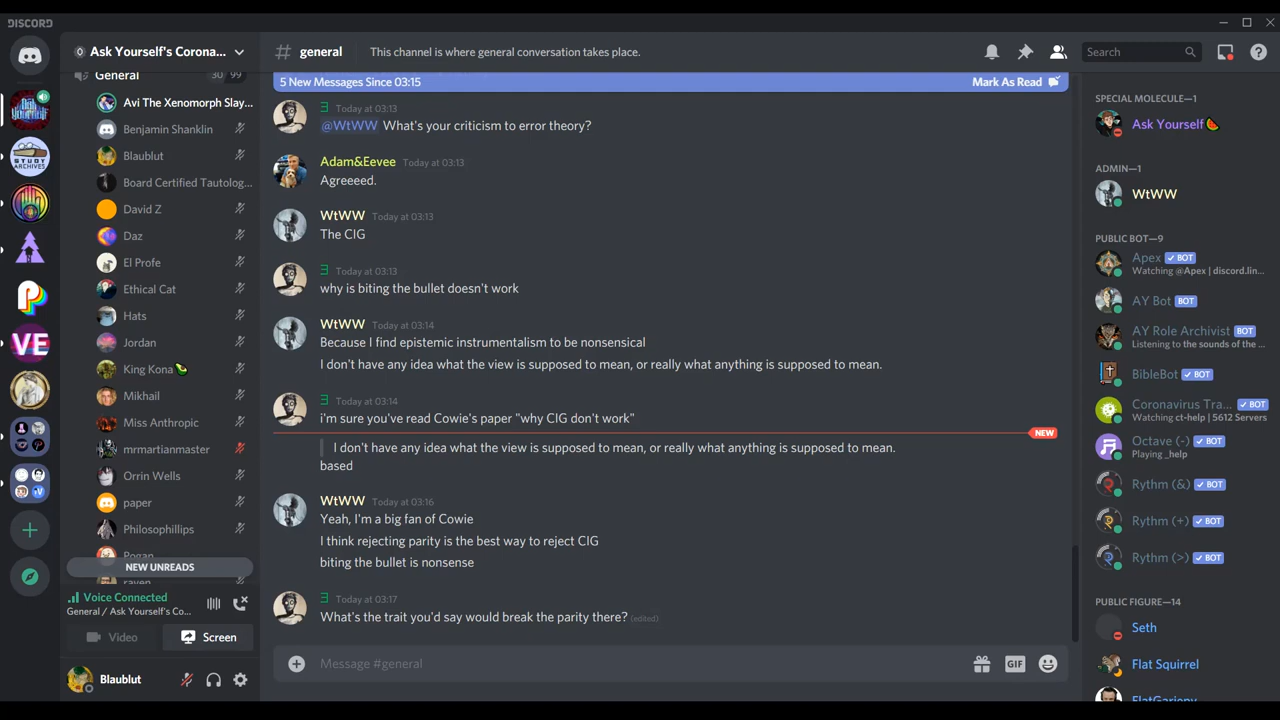 DISCORD
Ask Yourself's Corona...
General
30 99
Avi The Xenomorph Slay...
Benjamin Shanklin
Blaublut
Board Certified Tautolog...
David Z
Daz
El Profe
Ethical Cat
Hats
Jordan
King Kona
Mikhail
Miss Anthropic
mrmartianmaster
Orrin Wells
paper
Philosophillips
Pogan
NEW UNREADS
raven
Voice Connected
General / Ask Yourself's Co...
Video
Screen
Blaublut
STUDY
ARCHIVES
VE
# general
This channel is where general conversation takes place.
Search
5 New Messages Since 03:15
Mark As Read
Ǝ Today at 03:13
@WtWW What's your criticism to error theory?
Adam&Eevee Today at 03:13
Agreeeed.
WtWW Today at 03:13
The CIG
Ǝ Today at 03:13
why is biting the bullet doesn't work
WtWW Today at 03:14
Because I find epistemic instrumentalism to be nonsensical
I don't have any idea what the view is supposed to mean, or really what anything is supposed to mean.
Ǝ Today at 03:14
i'm sure you've read Cowie's paper "why CIG don't work"
NEW
I don't have any idea what the view is supposed to mean, or really what anything is supposed to mean.
based
WtWW Today at 03:16
Yeah, I'm a big fan of Cowie
I think rejecting parity is the best way to reject CIG
biting the bullet is nonsense
Ǝ Today at 03:17
What's the trait you'd say would break the parity there? (edited)
Message #general
GIF
SPECIAL MOLECULE—1
Ask Yourself
ADMIN—1
WtWW
PUBLIC BOT—9
Apex BOT
Watching @Apex | discord.lin...
AY Bot BOT
AY Role Archivist BOT
Listening to the sounds of the ...
BibleBot BOT
Coronavirus Tra... BOT
Watching ct-help | 5612 Servers
Octave (-) BOT
Playing _help
Rythm (&) BOT
Rythm (+) BOT
Rythm (>) BOT
PUBLIC FIGURE—14
Seth
Flat Squirrel